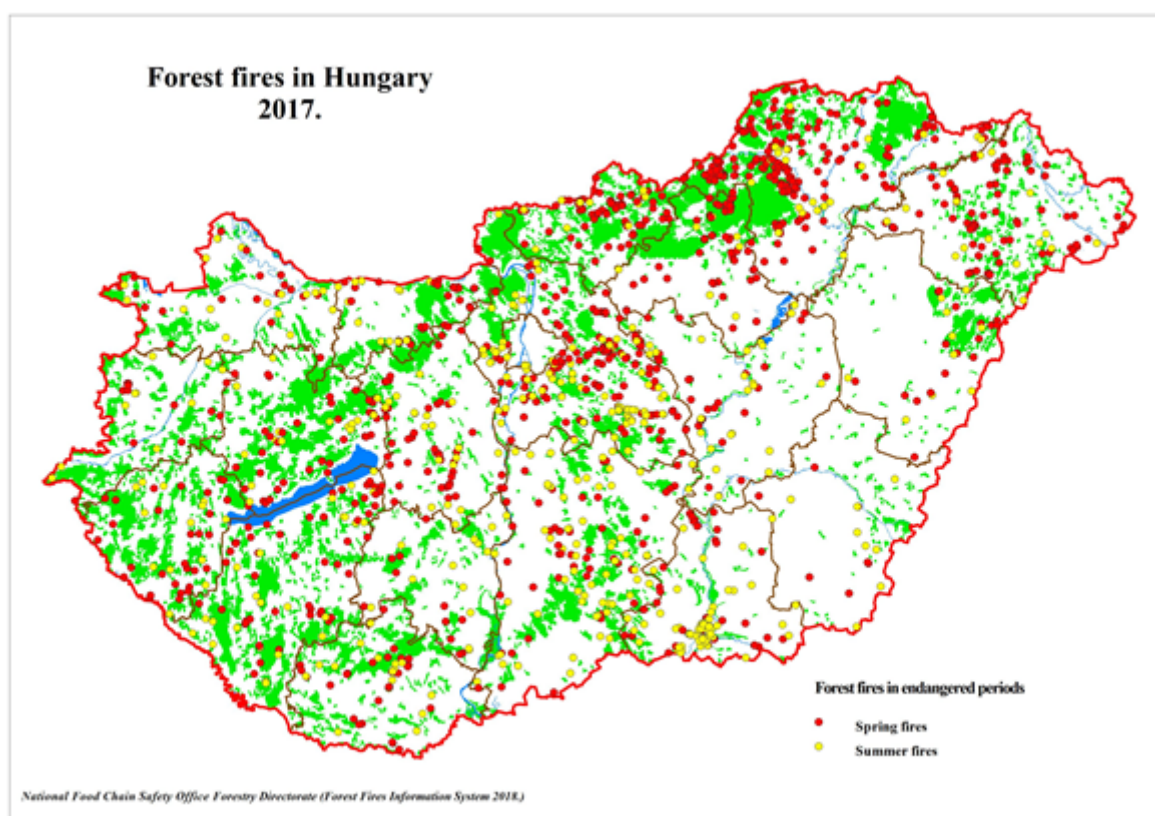 Forest fires in Hungary
2017.
Forest fires in endangered periods
Spring fires
Summer fires
National Food Chain Safety Office Forestry Directorate (Forest Fires Information System 2018.)